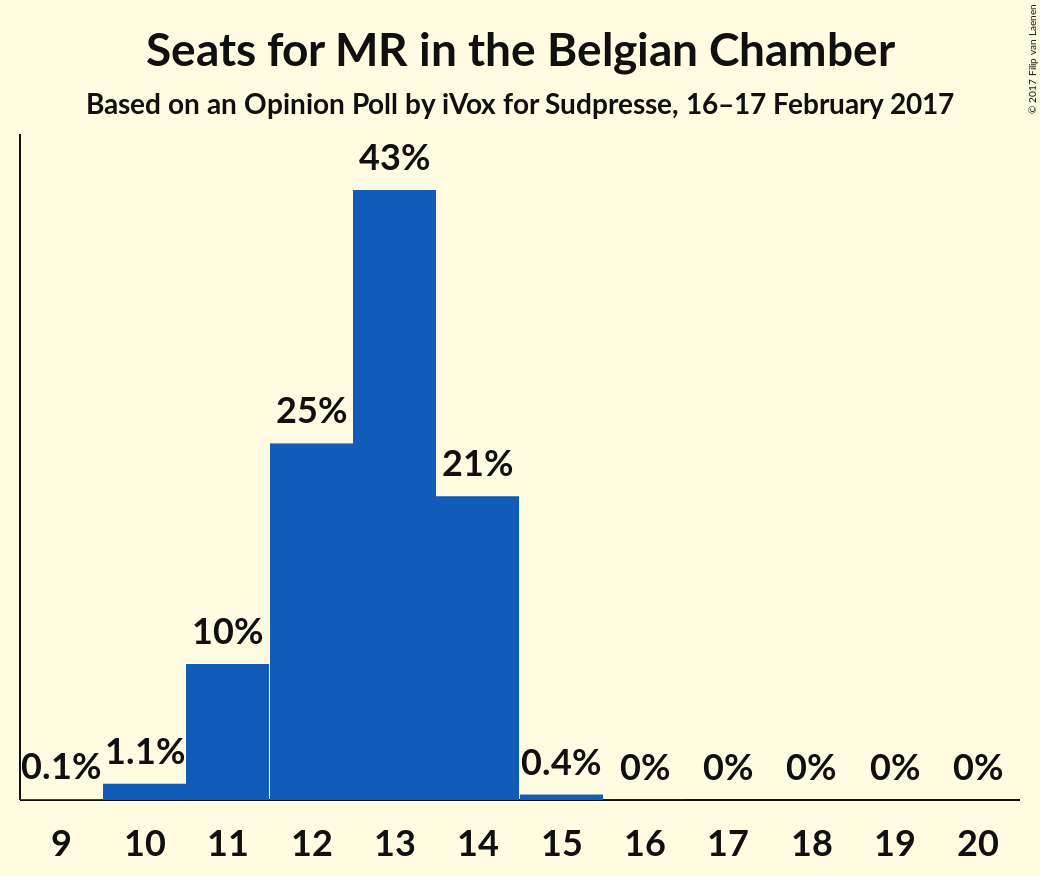 Seats for MR in the Belgian Chamber
Based on an Opinion Poll by iVox for Sudpresse, 16–17 February 2017
© 2017 Filip van Laenen
0.1% 1.1% 10% 25% 43% 21% 0.4% 0% 0% 0% 0% 0%
9 10 11 12 13 14 15 16 17 18 19 20